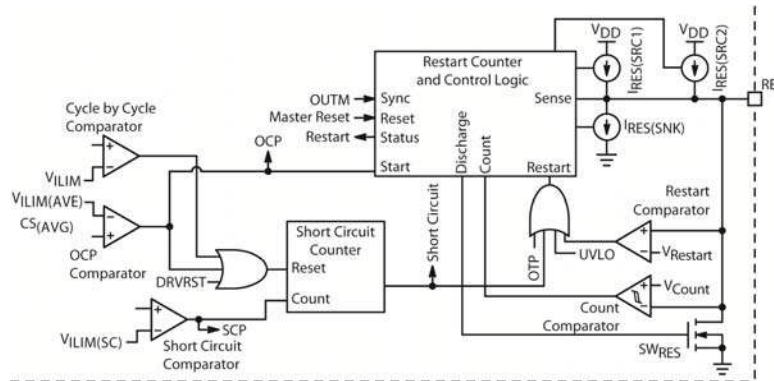 VDD
VDD
IRES(SRC1)
IRES(SRC2)
Restart Counter
and Control Logic
OUTM
Sync
Sense
RE
Master Reset
Reset
Restart
Status
IRES(SNK)
Cycle by Cycle
Comparator
OCP
Discharge
Count
Start
Restart
VILIM
VILIM(AVE)
CS(AVG)
OCP
Comparator
Short Circuit
Counter
Short Circuit
Restart
Comparator
VRestart
Reset
OTP
UVLO
DRVRST
Count
VCount
Count
Comparator
VILIM(SC)
SCP
Short Circuit
Comparator
SWRES